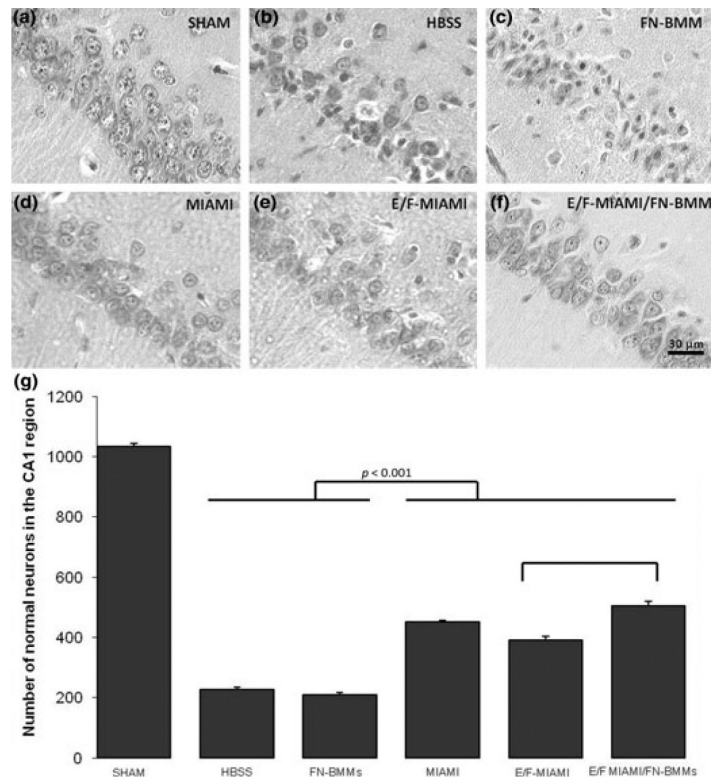 (a) SHAM
(b) HBSS
(c) FN-BMM
(d) MIAMI
(e) E/F-MIAMI
(f) E/F-MIAMI/FN-BMM
30 µm
(g)
Number of normal neurons in the CA1 region
1200
1000
800
600
400
200
0
p < 0.001
SHAM
HBSS
FN-BMMs
MIAMI
E/F-MIAMI
E/F MIAMI/FN-BMMs